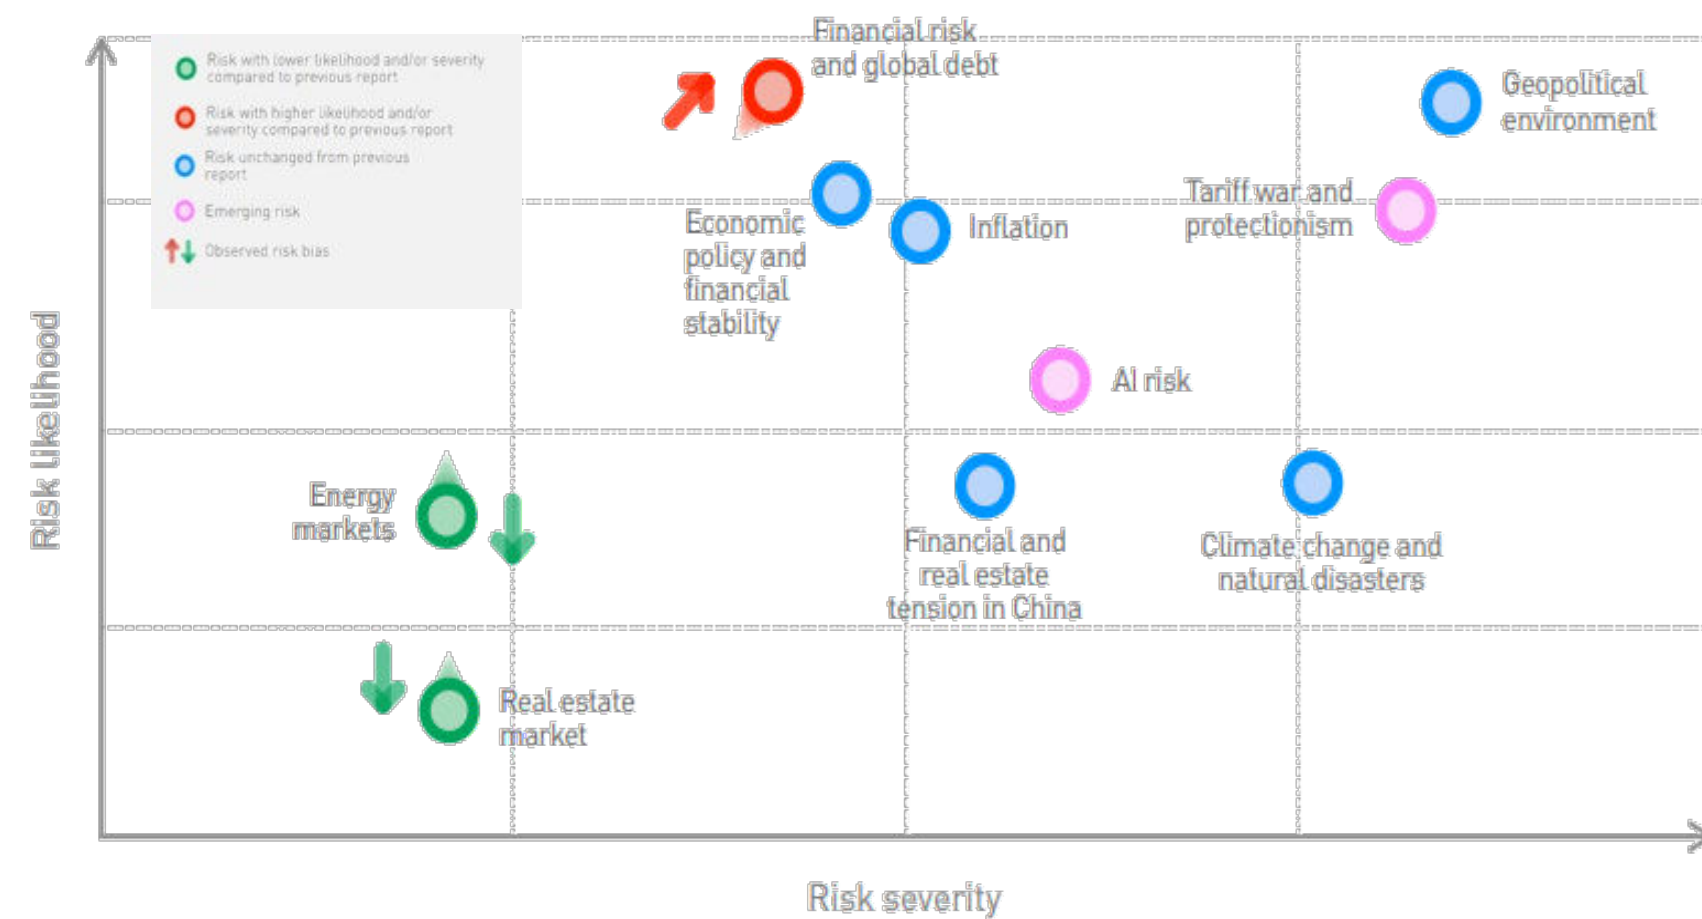 Risk with lower likelihood and/or severity
compared to previous report
Risk with higher likelihood and/or
severity compared to previous report
Risk unchanged from previous
report
Emerging risk
Observed risk bias
Financial risk
and global debt
Geopolitical
environment
Tariff war and
protectionism
Economic
policy and
financial
stability
Inflation
AI risk
Energy
markets
Financial and
real estate
tension in China
Climate change and
natural disasters
Real estate
market
Risk likelihood
Risk severity